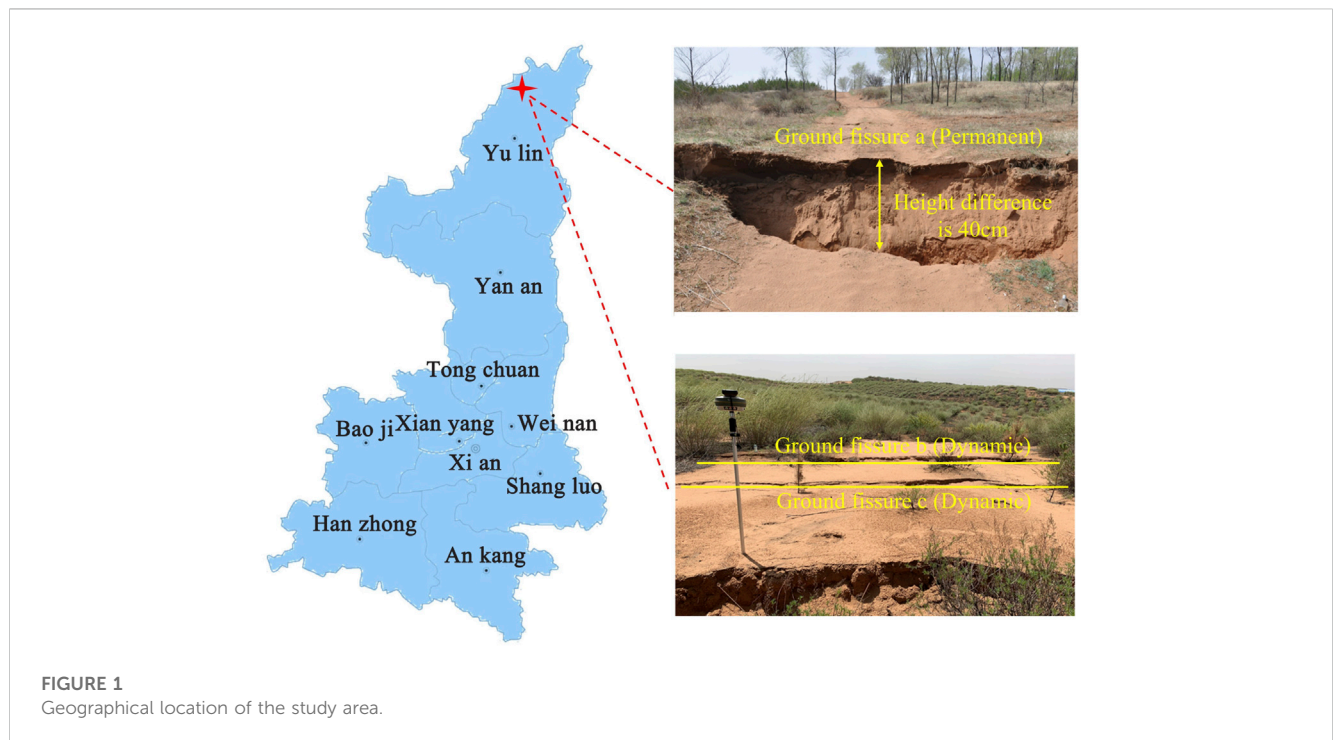 Yu lin
Yan an
Tong chuan
Bao ji
Xian yang
Wei nan
Xi an
Shang luo
Han zhong
An kang
Ground fissure a (Permanent)
Height difference
is 40cm
Ground fissure b (Dynamic)
Ground fissure c (Dynamic)
FIGURE 1
Geographical location of the study area.